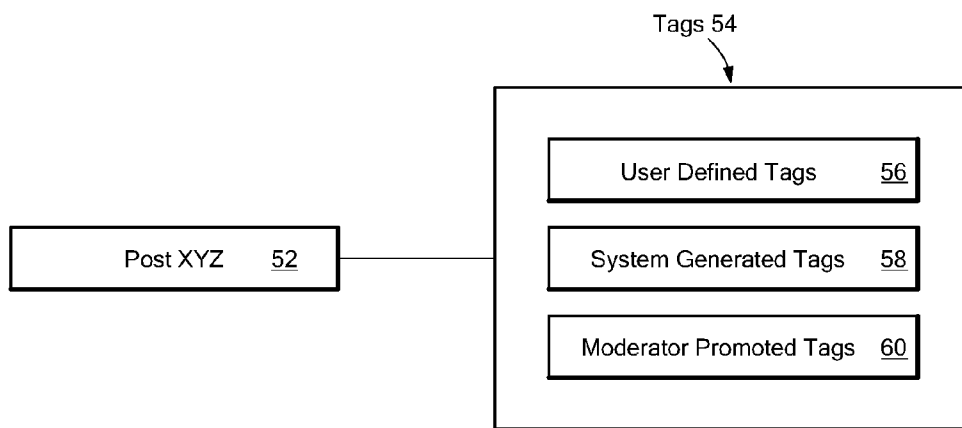 Tags 54
User Defined Tags 56
Post XYZ 52
System Generated Tags 58
Moderator Promoted Tags 60